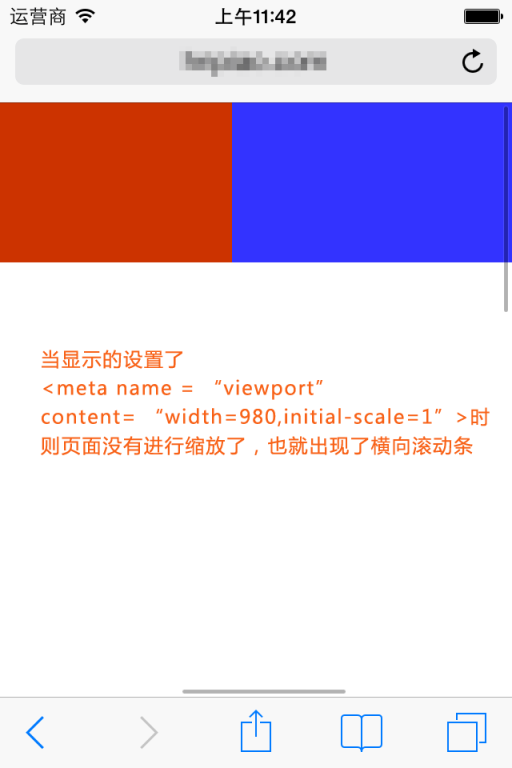 运营商 上午11:42
当显示的设置了
<meta name = “viewport”
content= “width=980,initial-scale=1” >时
则页面没有进行缩放了，也就出现了横向滚动条